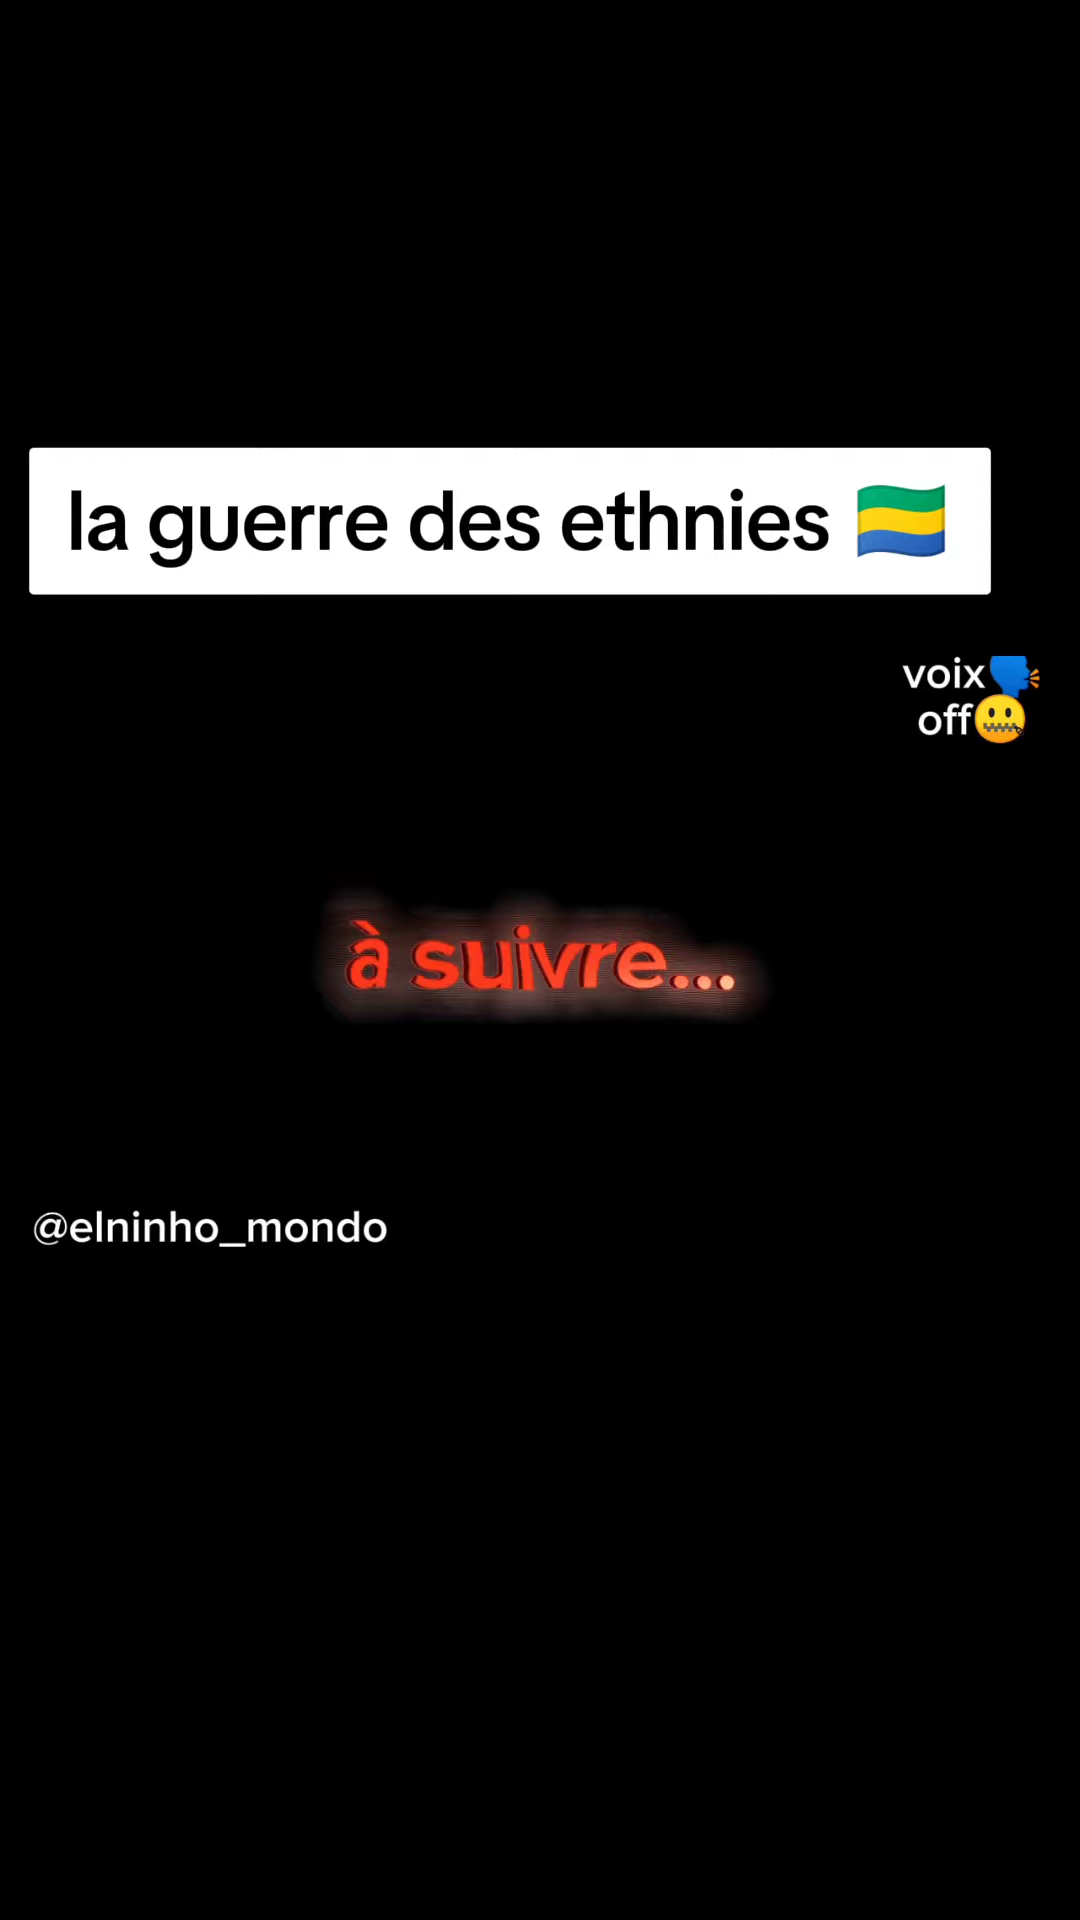 la guerre des ethnies 🇬🇦
voix🗣️
off🤐
à suivre...
@elninho_mondo